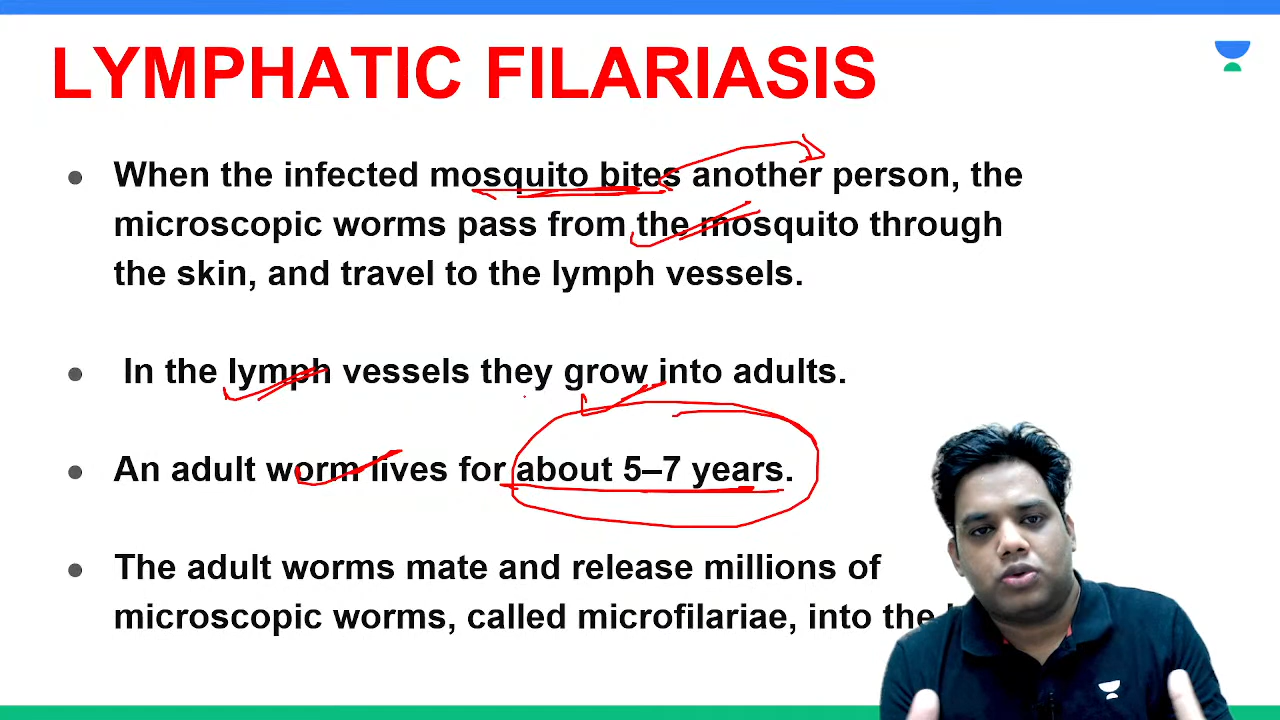 LYMPHATIC FILARIASIS
● When the infected mosquito bites another person, the
microscopic worms pass from the mosquito through
the skin, and travel to the lymph vessels.
● In the lymph vessels they grow into adults.
● An adult worm lives for about 5–7 years.
● The adult worms mate and release millions of
microscopic worms, called microfilariae, into the